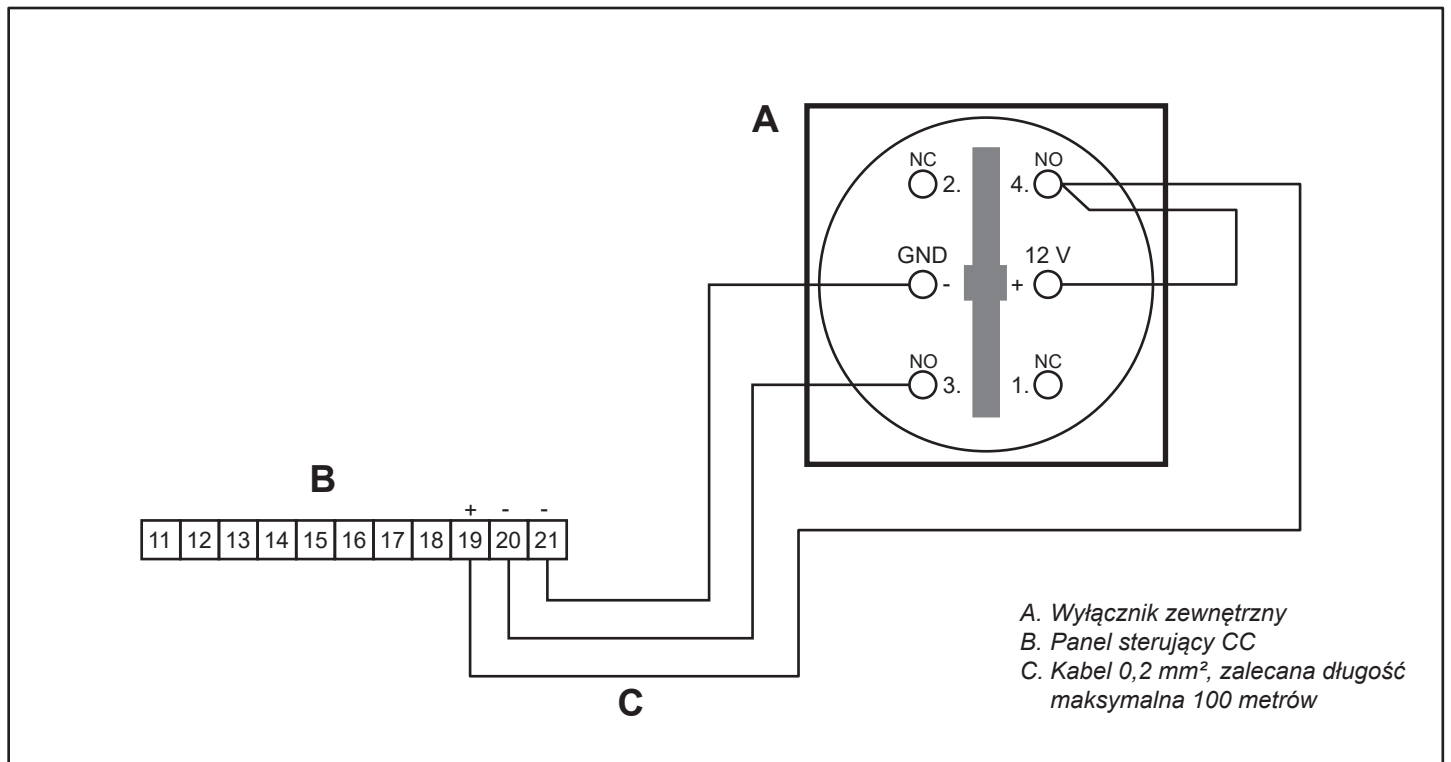 A
NC
NO
2.
4.
GND
12 V
-
+
NO
NC
3.
1.
B
+ - -
11 12 13 14 15 16 17 18 19 20 21
C
A. Wyłącznik zewnętrzny
B. Panel sterujący CC
C. Kabel 0,2 mm², zalecana długość
maksymalna 100 metrów